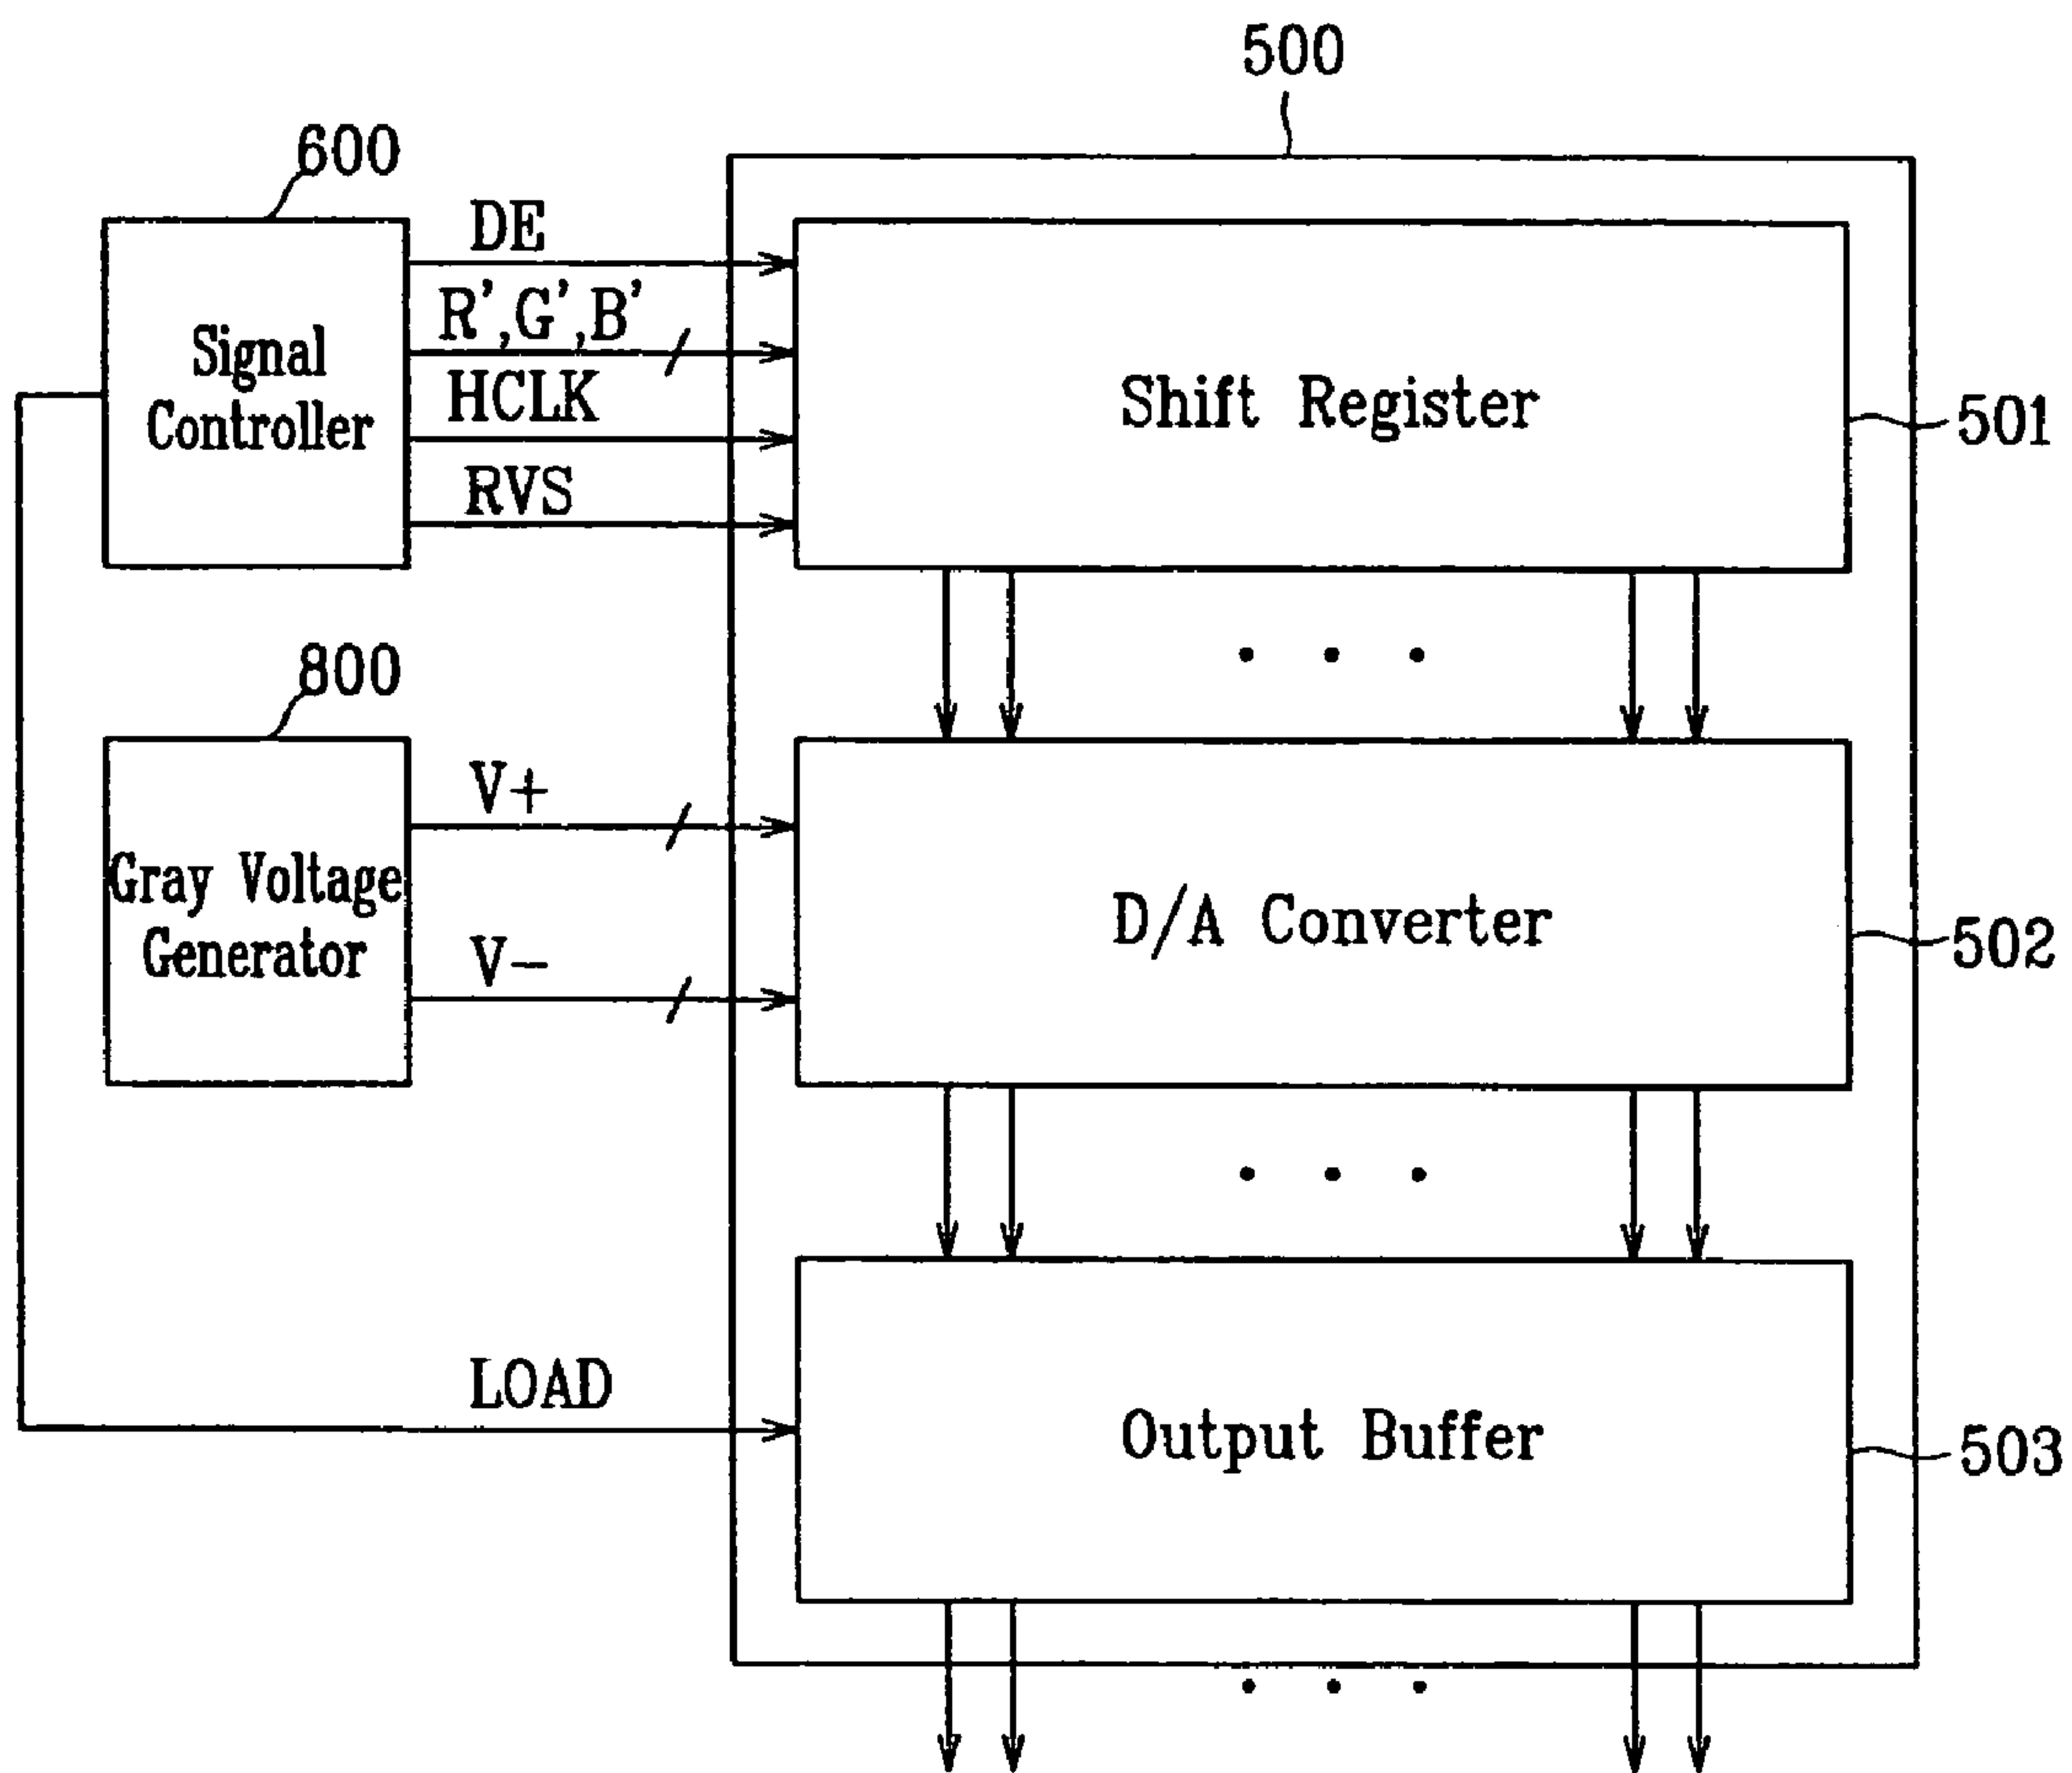 500
600
DE
R',G',B'
HCLK
RVS
Signal
Controller
Shift Register
501
800
V+
V-
Gray Voltage
Generator
D/A Converter
502
LOAD
Output Buffer
503